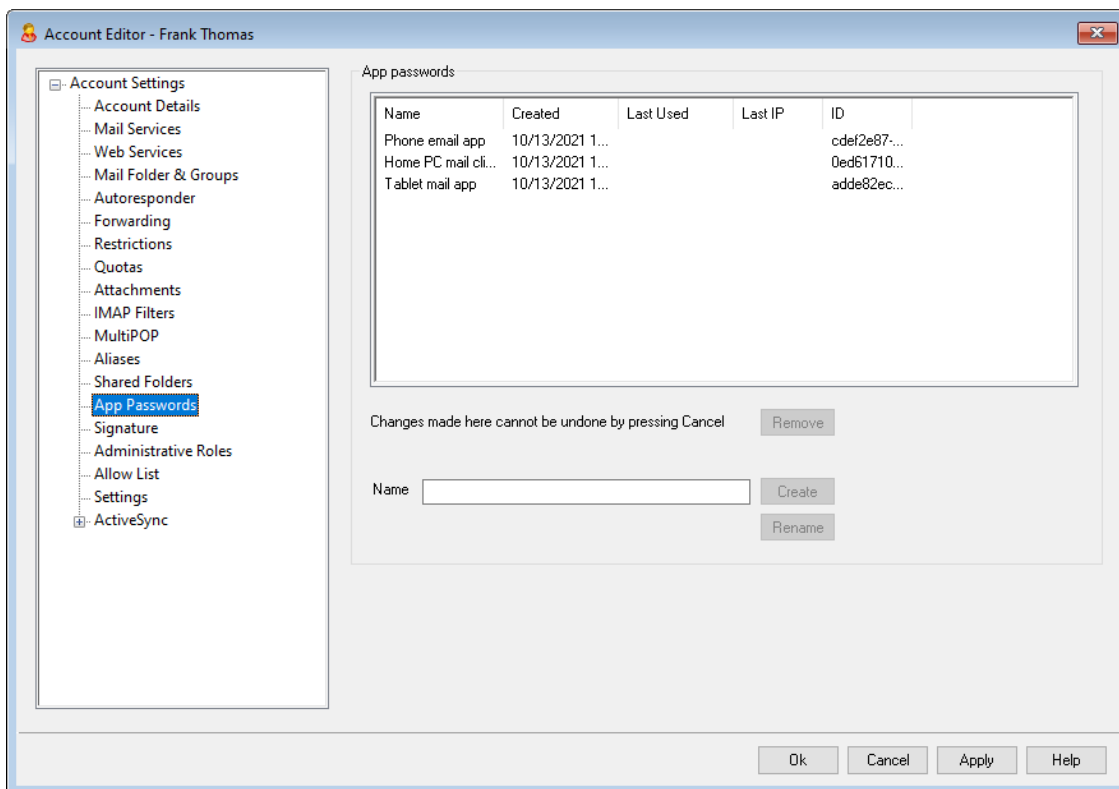 Account Editor - Frank Thomas
Account Settings
Account Details
Mail Services
Web Services
Mail Folder & Groups
Autoresponder
Forwarding
Restrictions
Quotas
Attachments
IMAP Filters
MultiPOP
Aliases
Shared Folders
App Passwords
Signature
Administrative Roles
Allow List
Settings
ActiveSync
App passwords
Name Created Last Used Last IP ID
Phone email app 10/13/2021 1... cdef2e87-...
Home PC mail cli... 10/13/2021 1... 0ed61710...
Tablet mail app 10/13/2021 1... adde82ec...
Changes made here cannot be undone by pressing Cancel Remove
Name Create
Rename
Ok Cancel Apply Help